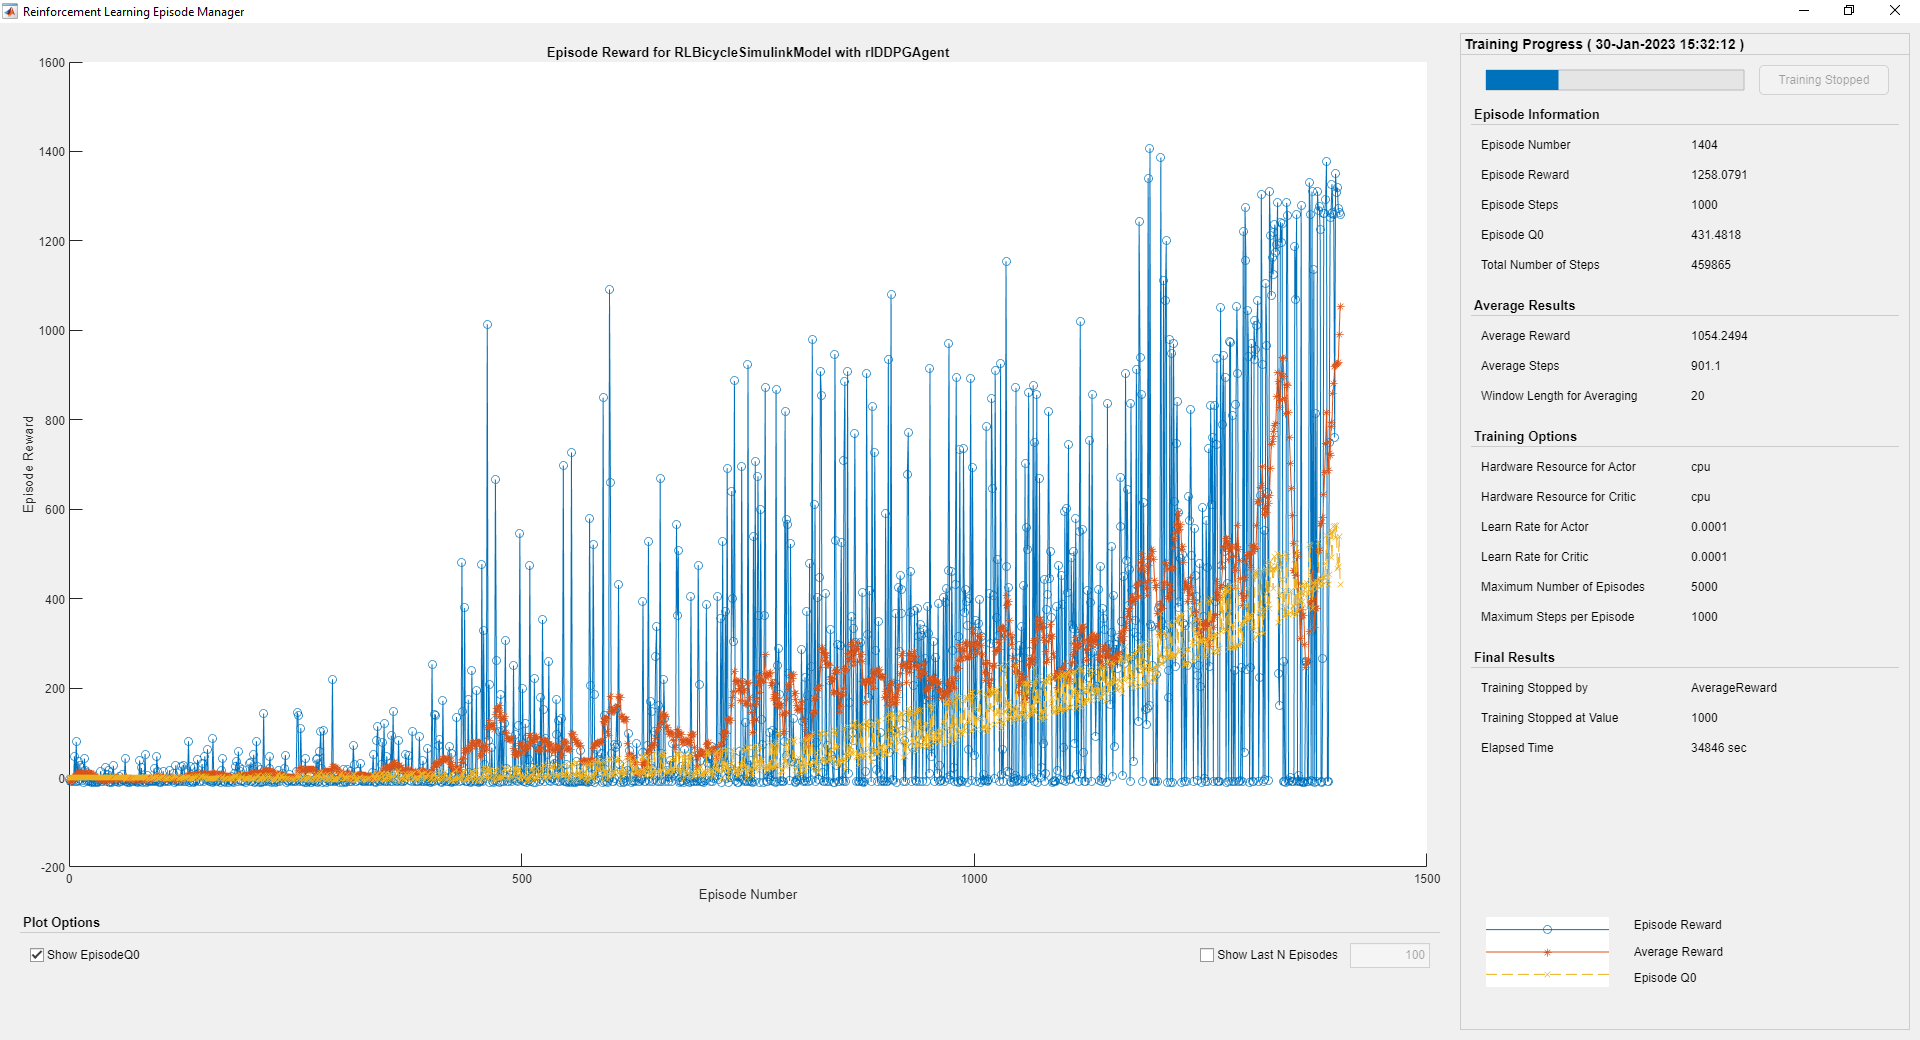 Reinforcement Learning Episode Manager
Episode Reward for RLBicycleSimulinkModel with rlDDPGAgent
1600
1400
1200
1000
800
600
400
200
0
-200
0
500
1000
1500
Episode Reward
Episode Number
Plot Options
Show EpisodeQ0
Show Last N Episodes
100
Training Progress ( 30-Jan-2023 15:32:12 )
Training Stopped
Episode Information
Episode Number 1404
Episode Reward 1258.0791
Episode Steps 1000
Episode Q0 431.4818
Total Number of Steps 459865
Average Results
Average Reward 1054.2494
Average Steps 901.1
Window Length for Averaging 20
Training Options
Hardware Resource for Actor cpu
Hardware Resource for Critic cpu
Learn Rate for Actor 0.0001
Learn Rate for Critic 0.0001
Maximum Number of Episodes 5000
Maximum Steps per Episode 1000
Final Results
Training Stopped by AverageReward
Training Stopped at Value 1000
Elapsed Time 34846 sec
Episode Reward
Average Reward
Episode Q0